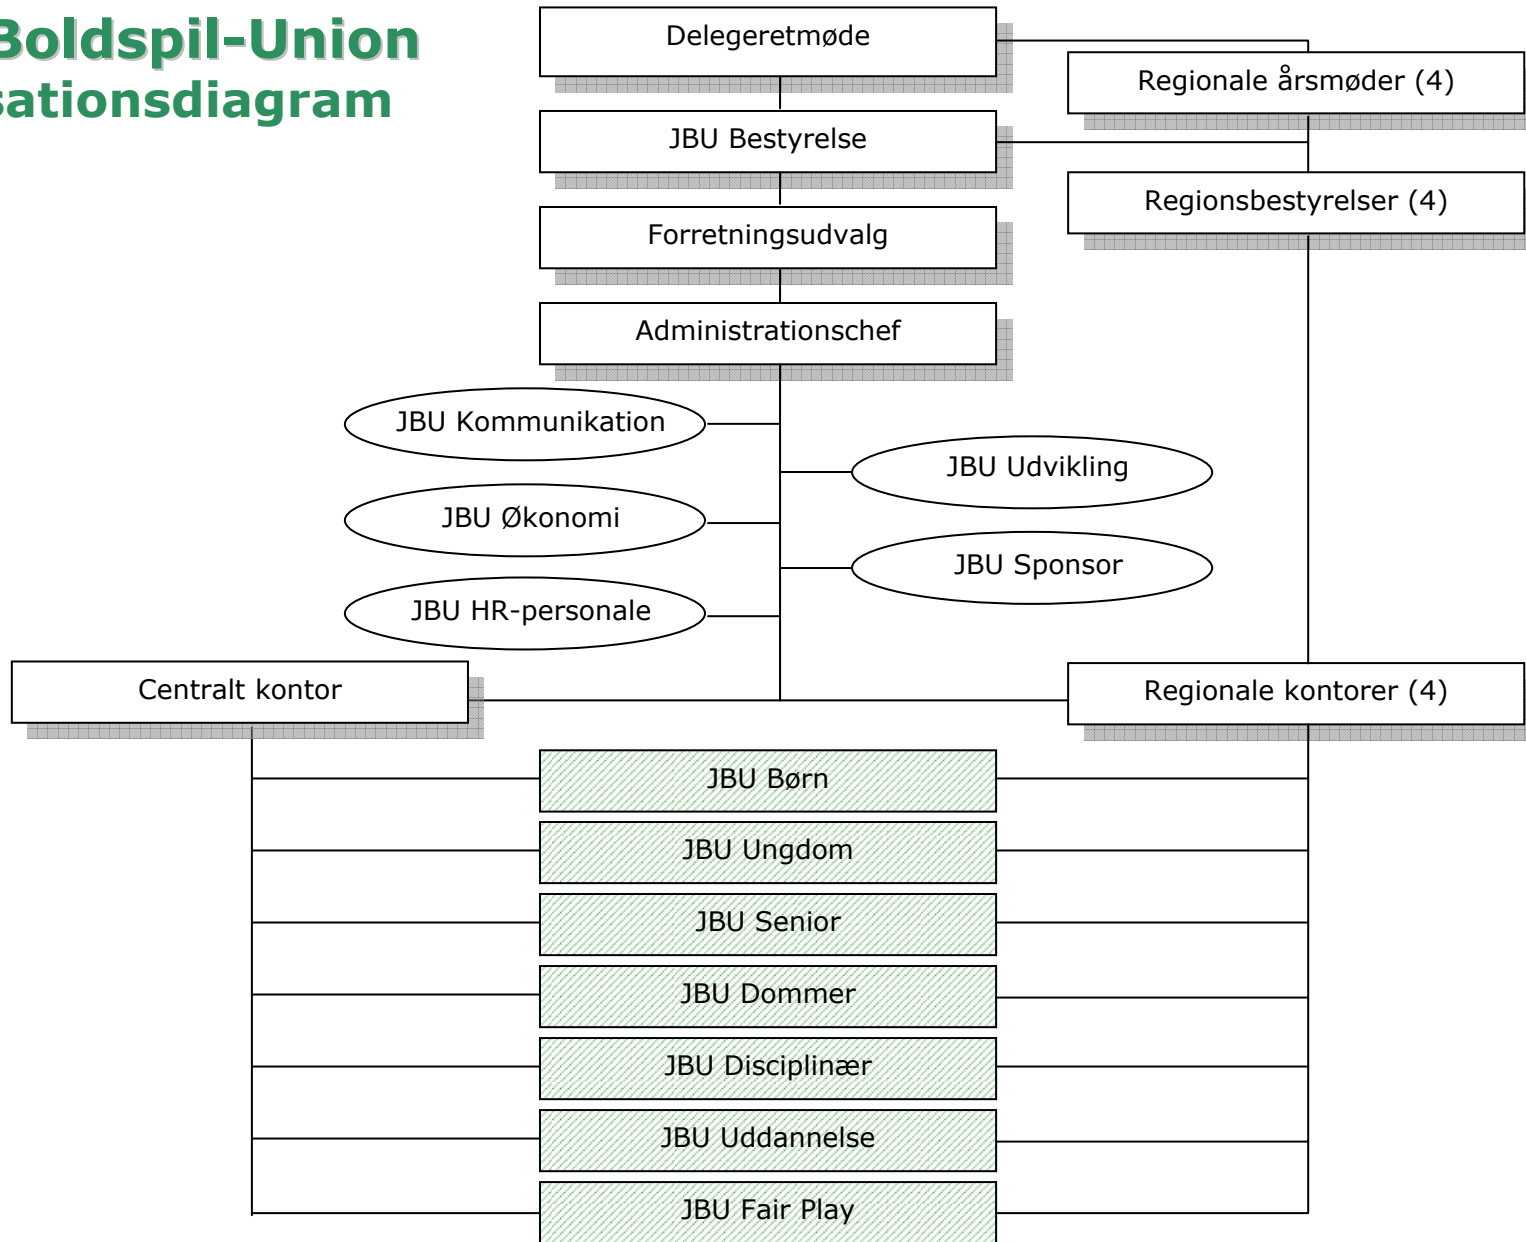 Boldspil-Union
sationsdiagram
Delegeretmøde
Regionale årsmøder (4)
JBU Bestyrelse
Regionsbestyrelser (4)
Forretningsudvalg
Administrationschef
JBU Kommunikation
JBU Udvikling
JBU Økonomi
JBU Sponsor
JBU HR-personale
Centralt kontor
Regionale kontorer (4)
JBU Børn
JBU Ungdom
JBU Senior
JBU Dommer
JBU Disciplinær
JBU Uddannelse
JBU Fair Play